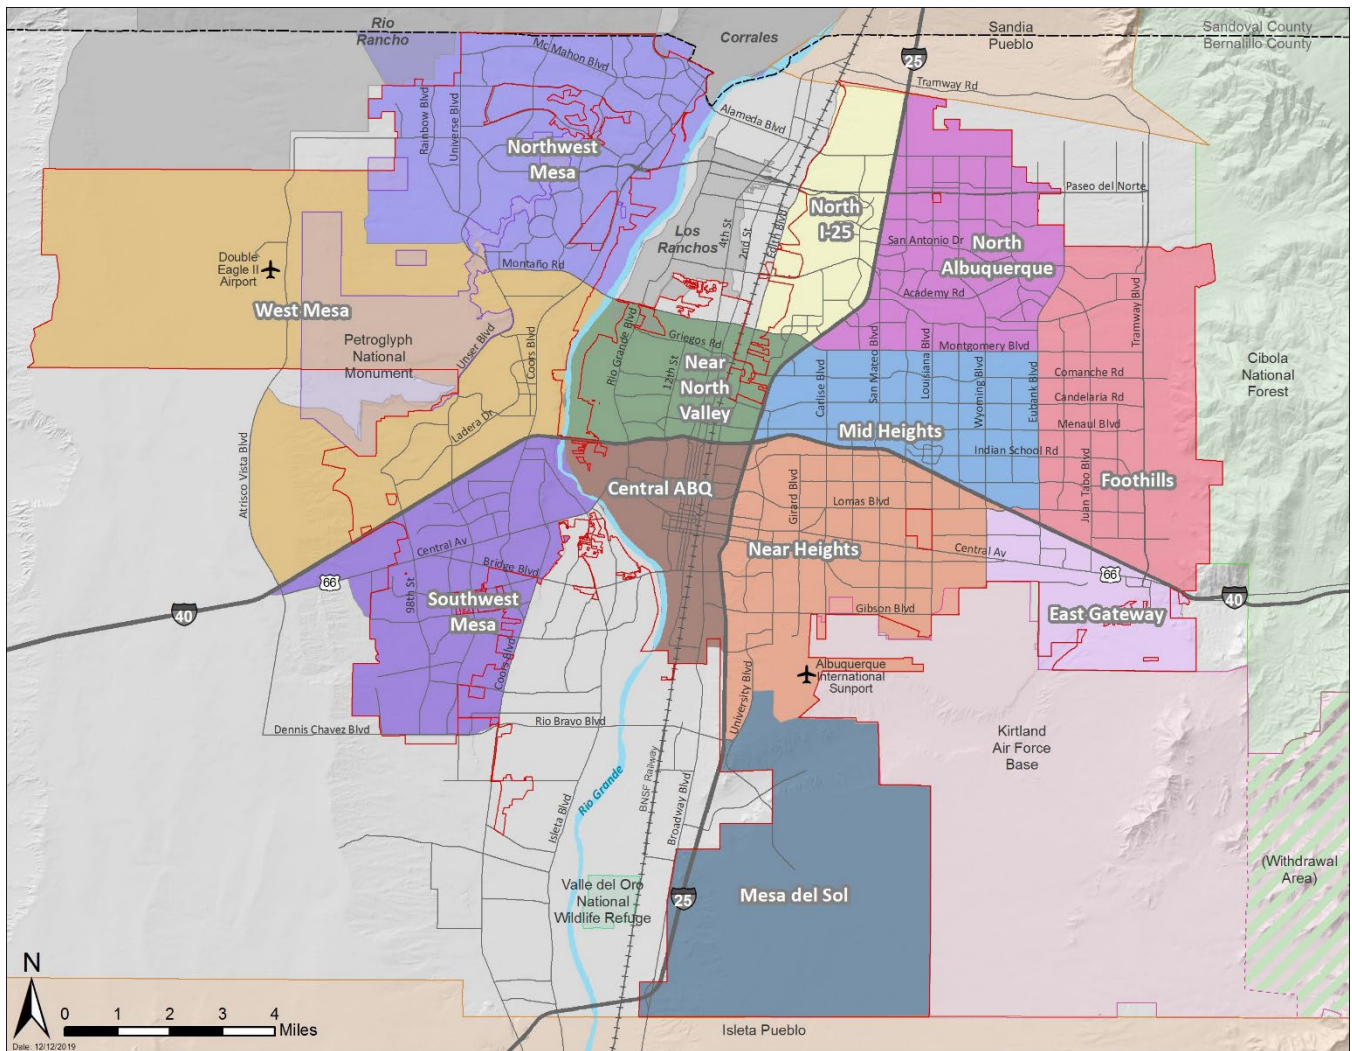 Rio
Rancho
Corrales
Sandia
Pueblo
Sandoval County
Bernalillo County
25
Mc Mahon Blvd
Tramway Rd
Rainbow Blvd
Universe Blvd
Alameda Blvd
Northwest
Mesa
Paseo del Norte
North
I-25
4th St
2nd St
Edith Blvd
Los
Ranchos
San Antonio Dr
North
Albuquerque
Double
Eagle II
Airport
Montaño Rd
Academy Rd
Tramway Blvd
West Mesa
Petroglyph
National
Monument
Unser Blvd
Coors Blvd
Rio Grande Blvd
Griegos Rd
12th St
Near
North
Valley
Montgomery Blvd
Carlise Blvd
San Mateo Blvd
Louisiana Blvd
Wyoming Blvd
Eubank Blvd
Comanche Rd
Candelaria Rd
Menaul Blvd
Indian School Rd
Cibola
National
Forest
Ladera Dr
Mid Heights
Atrisco Vista Blvd
Central ABQ
Girard Blvd
Lomas Blvd
Juan Tabo Blvd
Foothills
Central Av
Near Heights
Central Av
66
Bridge Blvd
66
98th St
Southwest
Mesa
Gibson Blvd
East Gateway
40
40
Coors Blvd
University Blvd
Albuquerque
International
Sunport
Dennis Chavez Blvd
Rio Bravo Blvd
Kirtland
Air Force
Base
Rio Grande
BNSF Railway
Isleta Blvd
Broadway Blvd
(Withdrawal
Area)
Valle del Oro
National
Wildlife Refuge
25
Mesa del Sol
N
0 1 2 3 4
Miles
Isleta Pueblo
Date: 12/12/2019